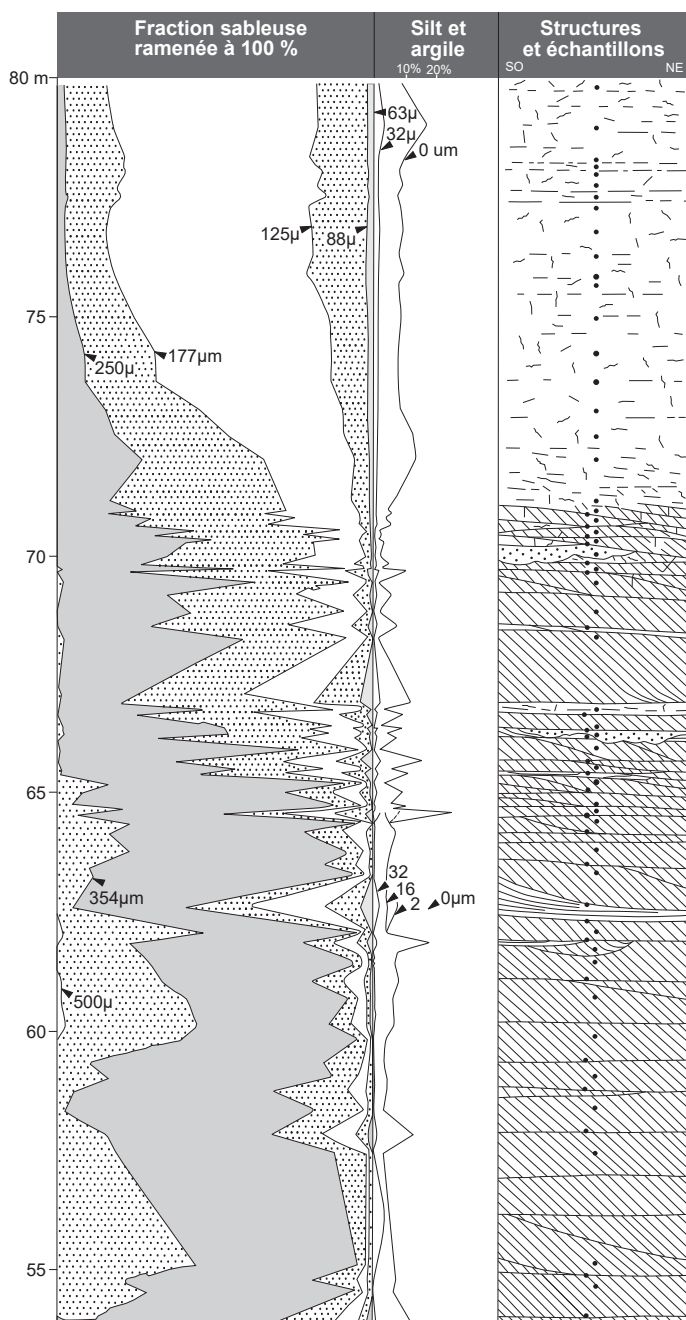 Fraction sableuse
ramenée à 100 %
Silt et
argile
10% 20%
Structures
et échantillons
SO NE
80 m
63µ
32µ
0 um
125µ
88µ
75
250µ
177µm
70
65
354µm
32
16
2
0µm
500µ
60
55